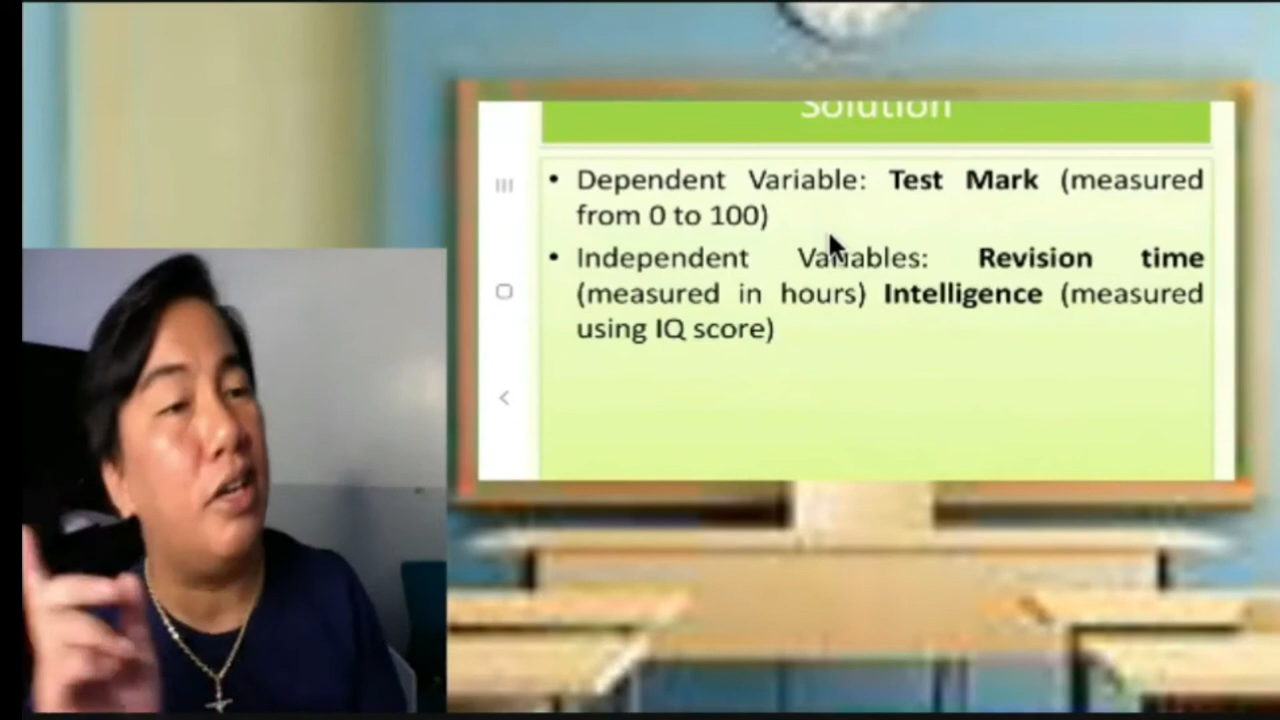 Solution
• Dependent Variable: Test Mark (measured
from 0 to 100)
• Independent Variables: Revision time
(measured in hours) Intelligence (measured
using IQ score)